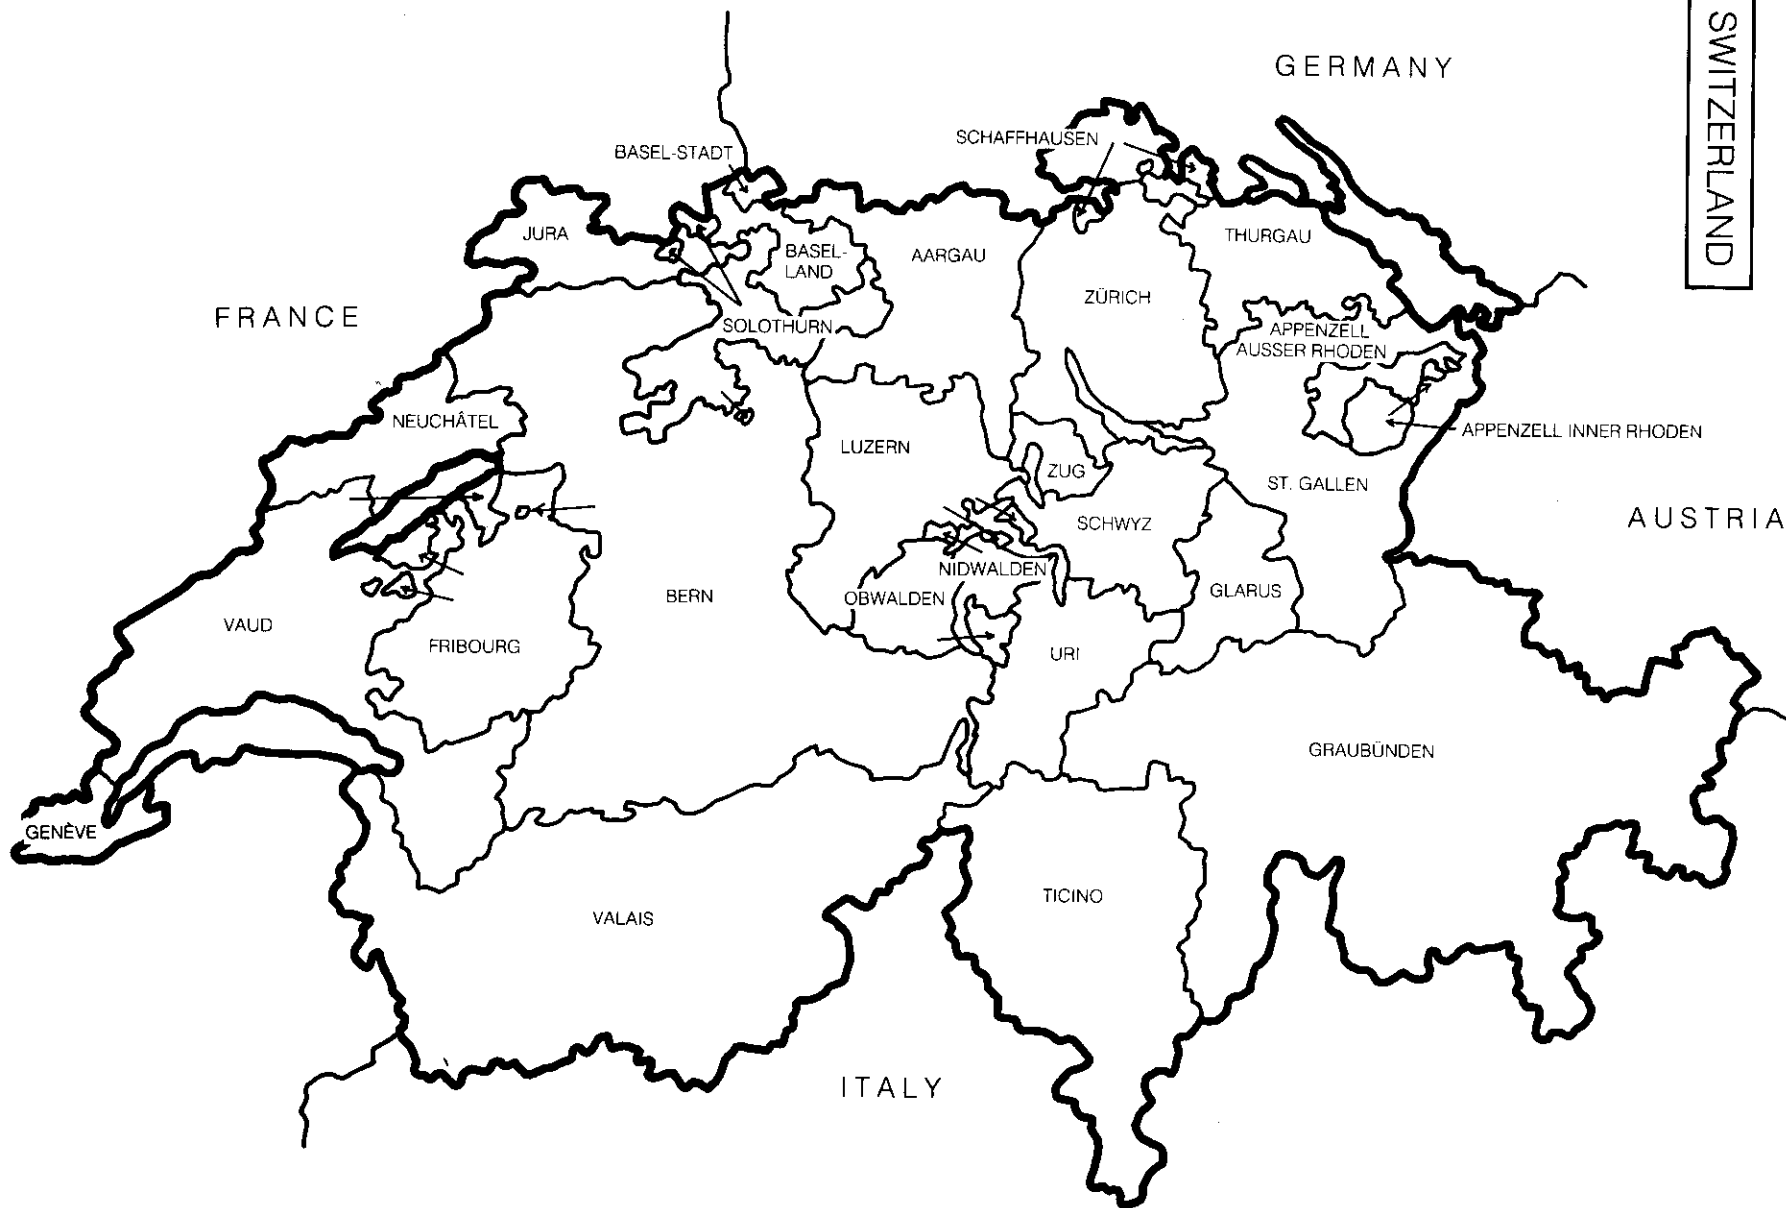 SWITZERLAND
GERMANY
SCHAFFHAUSEN
BASEL-STADT
JURA
BASEL-
LAND
AARGAU
THURGAU
ZÜRICH
FRANCE
SOLOTHURN
APPENZELL
AUSSER RHODEN
NEUCHÂTEL
APPENZELL INNER RHODEN
LUZERN
ZUG
ST. GALLEN
SCHWYZ
AUSTRIA
NIDWALDEN
OBWALDEN
GLARUS
BERN
VAUD
FRIBOURG
URI
GRAUBÜNDEN
GENÈVE
TICINO
VALAIS
ITALY